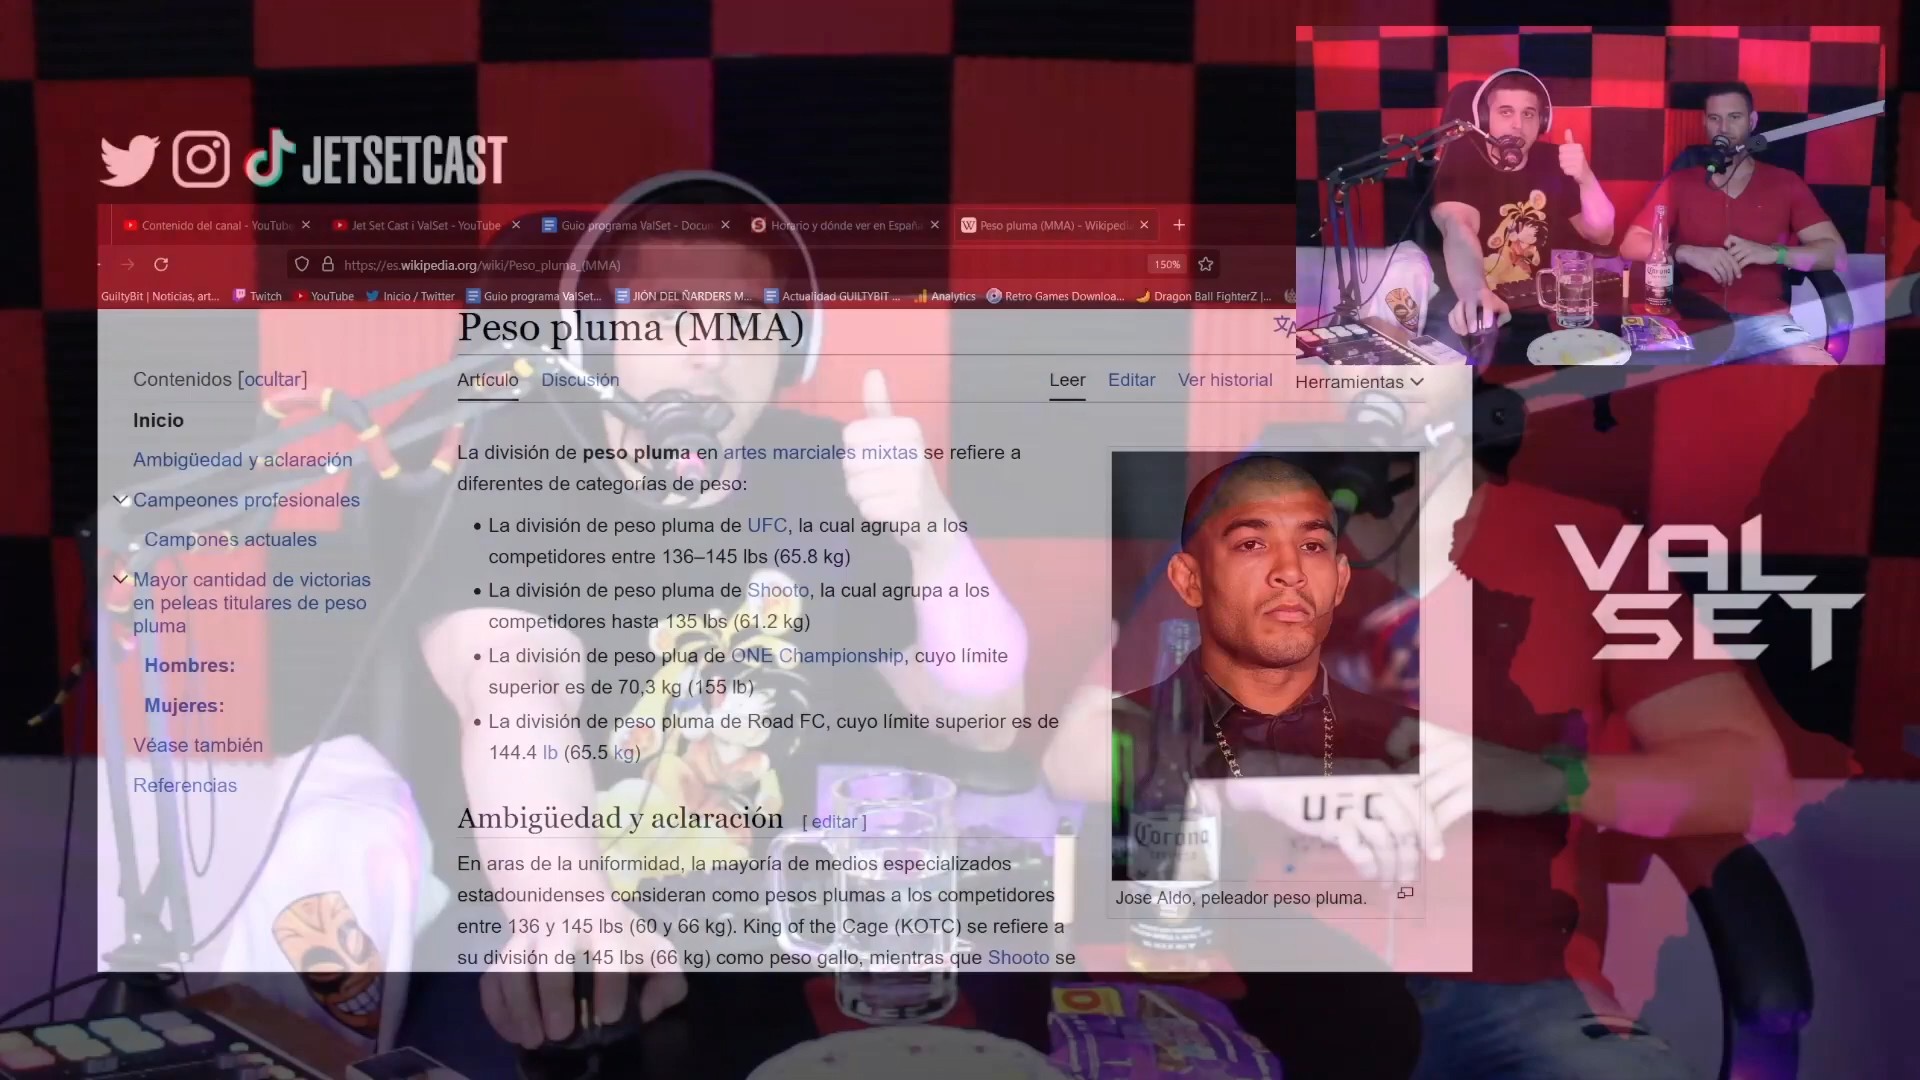 JETSETCAST
Contenido del canal - YouTube
Jet Set Cast i ValSet - YouTube
Guio programa ValSet - Docum
Horario y dónde ver en España
Peso pluma (MMA) - Wikipedi
https://es.wikipedia.org/wiki/Peso_pluma_(MMA)
150%
GuiltyBit | Noticias, art...
Twitch
YouTube
Inicio / Twitter
Guio programa ValSet...
JIÓN DEL ÑARDERS M...
Actualidad GUILTYBIT ...
Analytics
Retro Games Downloa...
Dragon Ball FighterZ |...
Peso pluma (MMA)
Contenidos [ocultar]
Inicio
Ambigüedad y aclaración
Campeones profesionales
Campones actuales
Mayor cantidad de victorias
en peleas titulares de peso
pluma
Hombres:
Mujeres:
Véase también
Referencias
Artículo Discusión
Leer Editar Ver historial Herramientas
La división de peso pluma en artes marciales mixtas se refiere a
diferentes de categorías de peso:
• La división de peso pluma de UFC, la cual agrupa a los
competidores entre 136–145 lbs (65.8 kg)
• La división de peso pluma de Shooto, la cual agrupa a los
competidores hasta 135 lbs (61.2 kg)
• La división de peso plua de ONE Championship, cuyo límite
superior es de 70,3 kg (155 lb)
• La división de peso pluma de Road FC, cuyo límite superior es de
144.4 lb (65.5 kg)
Ambigüedad y aclaración [ editar ]
En aras de la uniformidad, la mayoría de medios especializados
estadounidenses consideran como pesos plumas a los competidores
entre 136 y 145 lbs (60 y 66 kg). King of the Cage (KOTC) se refiere a
su división de 145 lbs (66 kg) como peso gallo, mientras que Shooto se
UFC
Corona
Jose Aldo, peleador peso pluma.
VAL
SET
Corona